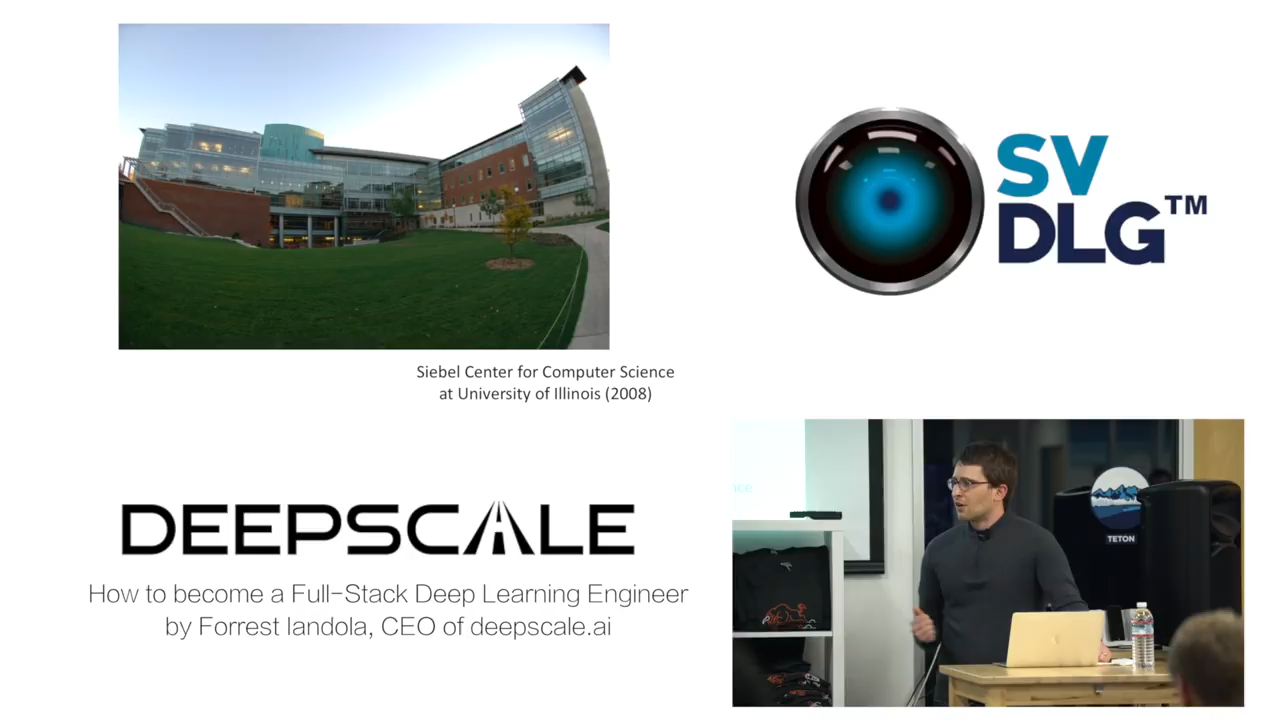 SV
DLG™
Siebel Center for Computer Science
at University of Illinois (2008)
DEEPSCALE
How to become a Full-Stack Deep Learning Engineer
by Forrest Iandola, CEO of deepscale.ai
TETON